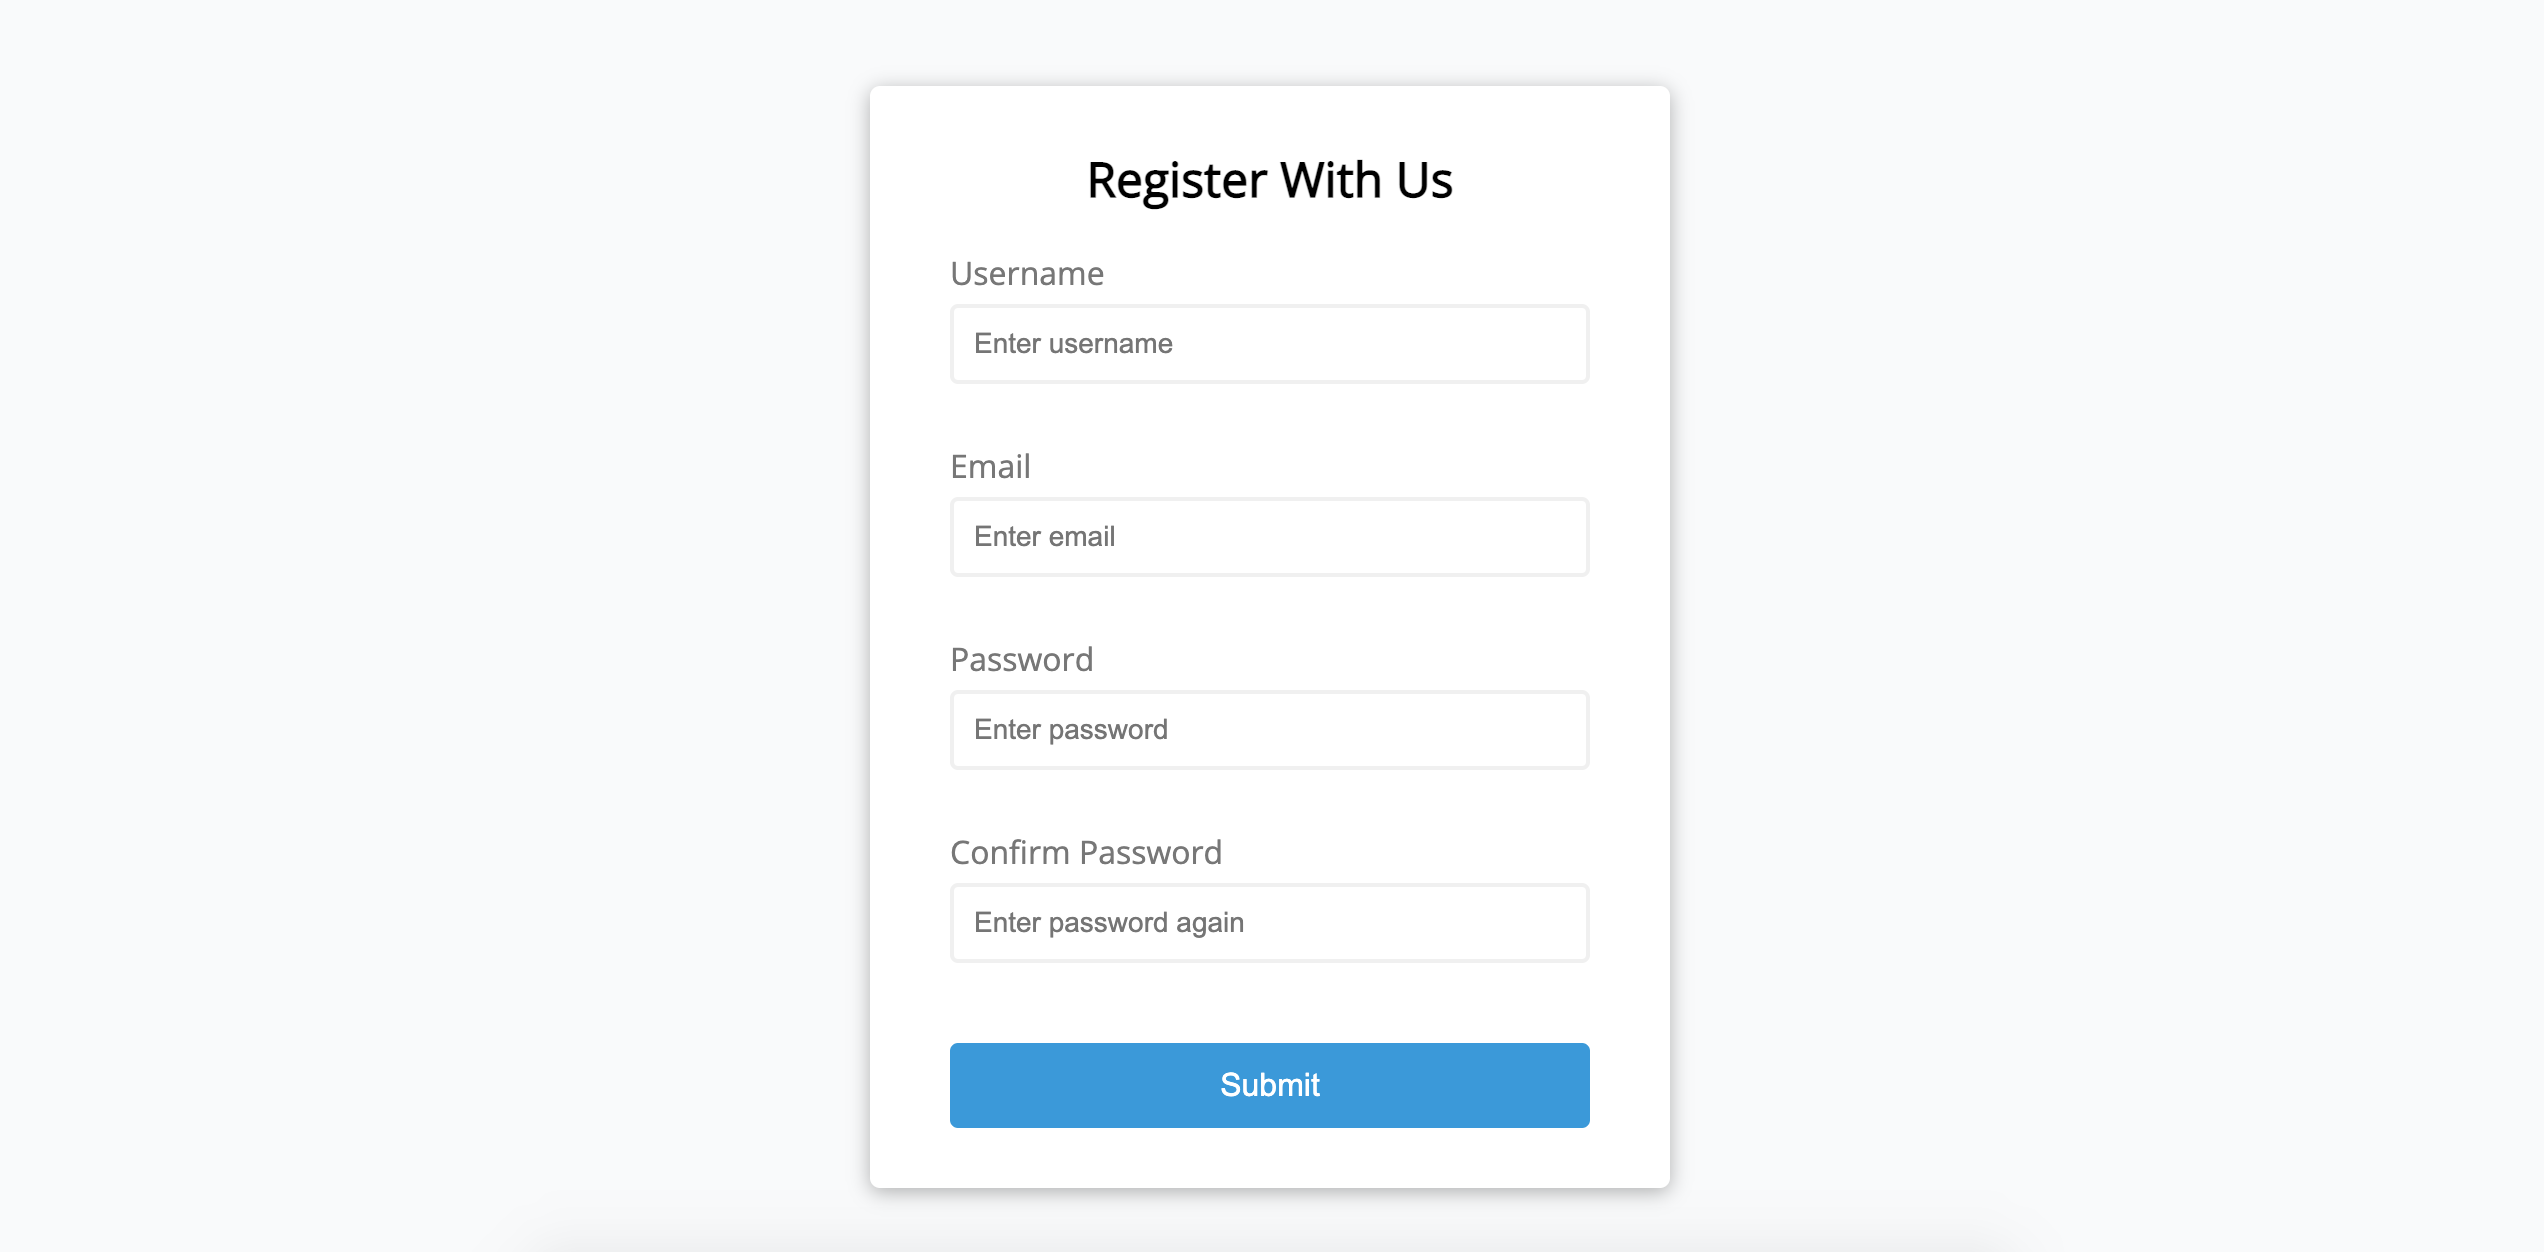 Register With Us
Username
Enter username
Email
Enter email
Password
Enter password
Confirm Password
Enter password again
Submit